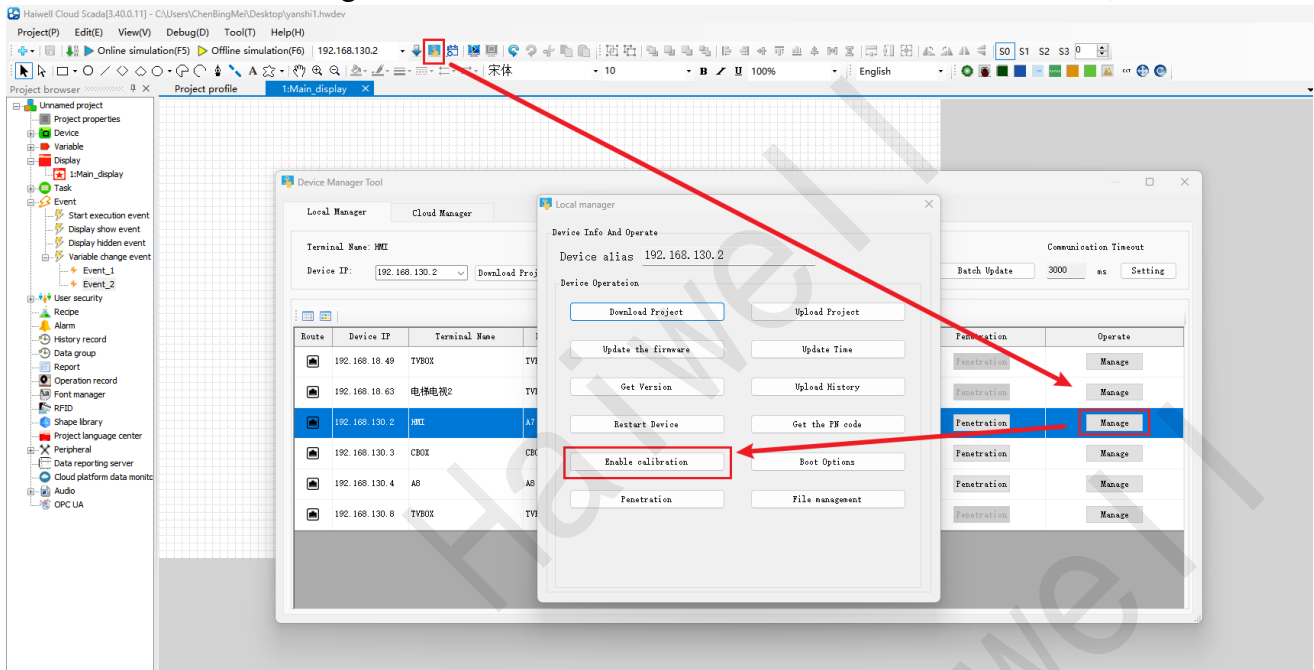 Haiwell Cloud Scada[3.40.0.11] - C:\Users\ChenBingMei\Desktop\yanshi1.hwdev
Project(P) Edit(E) View(V) Debug(D) Tool(T) Help(H)
Online simulation(F5) Offline simulation(F6) 192.168.130.2 S0 S1 S2 S3 0
宋体 10 B U 100% English
Project browser Project profile 1:Main_display
Unnamed project
Project properties
Device
Variable
Display
1:Main_display
Task
Event
Start execution event
Display show event
Display hidden event
Variable change event
Event_1
Event_2
User security
Recipe
Alarm
History record
Data group
Report
Operation record
Font manager
RFID
Shape library
Project language center
Peripheral
Data reporting server
Cloud platform data monito
Audio
OPC UA
Device Manager Tool
Local Manager Cloud Manager
Terminal Name: HMI Communication Timeout
Device IP: 192.168.130.2 Download Proj Batch Update 3000 ms Setting
Route Device IP Terminal Name Penetration Operate
192.168.18.49 TVBOX Penetration Manage
192.168.18.63 电梯电视2 Penetration Manage
192.168.130.2 HMI A7 Penetration Manage
192.168.130.3 CBOX CBO Penetration Manage
192.168.130.4 A8 A8 Penetration Manage
192.168.130.8 TVBOX Penetration Manage
Local manager
Device Info And Operate
Device alias 192.168.130.2
Device Operateion
Download Project Upload Project
Update the firmware Update Time
Get Version Upload History
Restart Device Get the PN code
Enable calibration Boot Options
Penetration File management
Haiwell